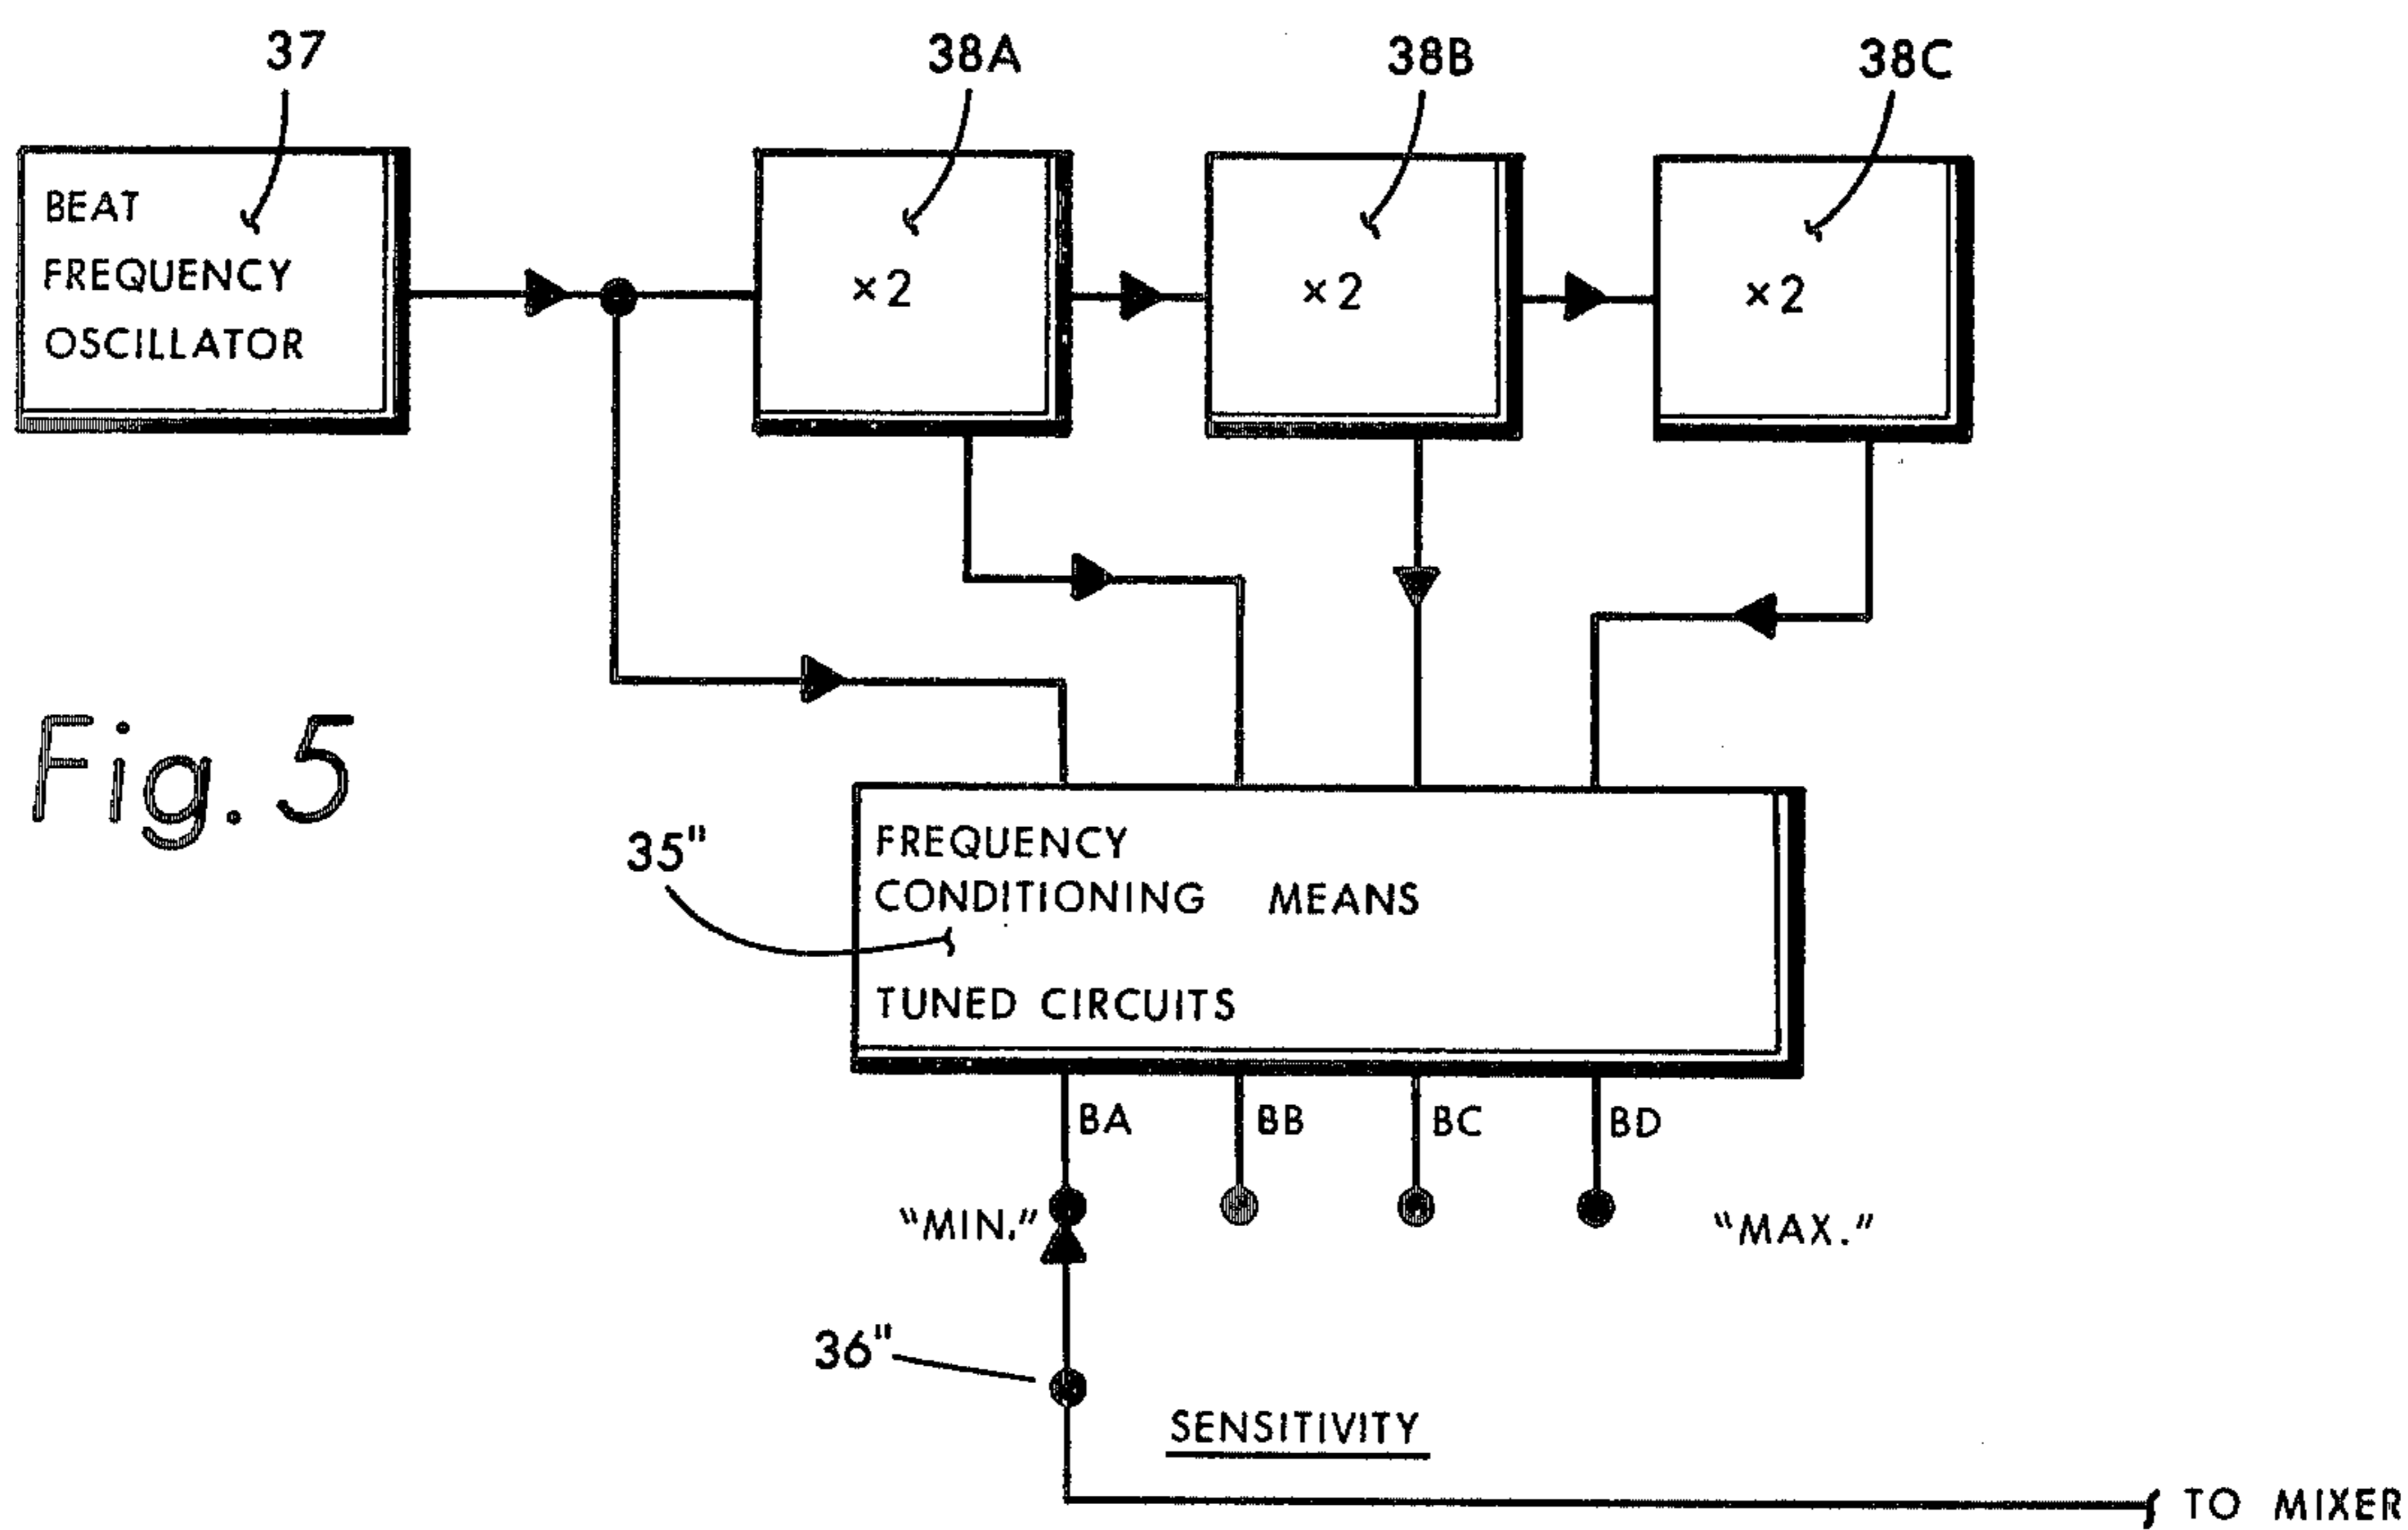 37
38A
38B
38C
BEAT
FREQUENCY
OSCILLATOR
×2
×2
×2
Fig. 5
35"
FREQUENCY
CONDITIONING MEANS
TUNED CIRCUITS
BA
BB
BC
BD
"MIN."
"MAX."
36"
SENSITIVITY
TO MIXER